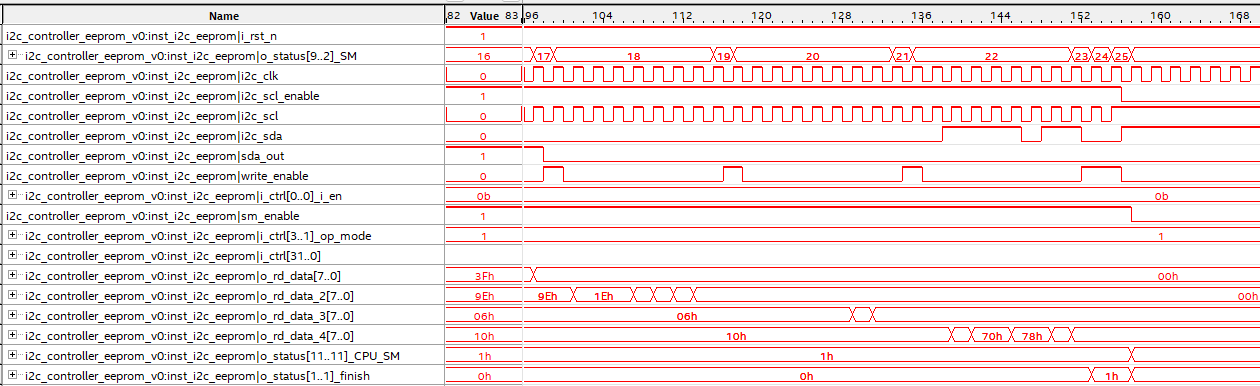 Name 82 Value 83 96 104 112 120 128 136 144 152 160 168
i2c_controller_eeprom_v0:inst_i2c_eeprom|i_rst_n 1
i2c_controller_eeprom_v0:inst_i2c_eeprom|o_status[9..2]_SM 16 17 18 19 20 21 22 23 24 25
i2c_controller_eeprom_v0:inst_i2c_eeprom|i2c_clk 0
i2c_controller_eeprom_v0:inst_i2c_eeprom|i2c_scl_enable 1
i2c_controller_eeprom_v0:inst_i2c_eeprom|i2c_scl 0
i2c_controller_eeprom_v0:inst_i2c_eeprom|i2c_sda 0
i2c_controller_eeprom_v0:inst_i2c_eeprom|sda_out 1
i2c_controller_eeprom_v0:inst_i2c_eeprom|write_enable 0
i2c_controller_eeprom_v0:inst_i2c_eeprom|i_ctrl[0..0]_i_en 0b 0b
i2c_controller_eeprom_v0:inst_i2c_eeprom|sm_enable 1
i2c_controller_eeprom_v0:inst_i2c_eeprom|i_ctrl[3..1]_op_mode 1 1
i2c_controller_eeprom_v0:inst_i2c_eeprom|i_ctrl[31..0]
i2c_controller_eeprom_v0:inst_i2c_eeprom|o_rd_data[7..0] 3Fh 00h
i2c_controller_eeprom_v0:inst_i2c_eeprom|o_rd_data_2[7..0] 9Eh 9Eh 1Eh 00h
i2c_controller_eeprom_v0:inst_i2c_eeprom|o_rd_data_3[7..0] 06h 06h
i2c_controller_eeprom_v0:inst_i2c_eeprom|o_rd_data_4[7..0] 10h 10h 70h 78h
i2c_controller_eeprom_v0:inst_i2c_eeprom|o_status[11..11]_CPU_SM 1h 1h
i2c_controller_eeprom_v0:inst_i2c_eeprom|o_status[1..1]_finish 0h 0h 1h